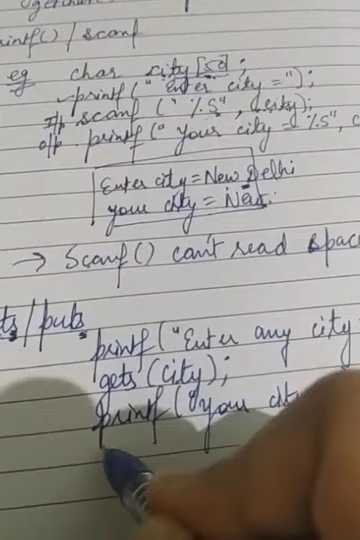 printf() / scanf
eg char city[50];
printf("Enter city =");
I/p scanf("%s", &city);
o/p printf("your city = %s", c
Enter city=New Delhi
your city = New
→ Scanf() can't read space
ts/puts
printf("Enter any city
gets(city);
printf("your